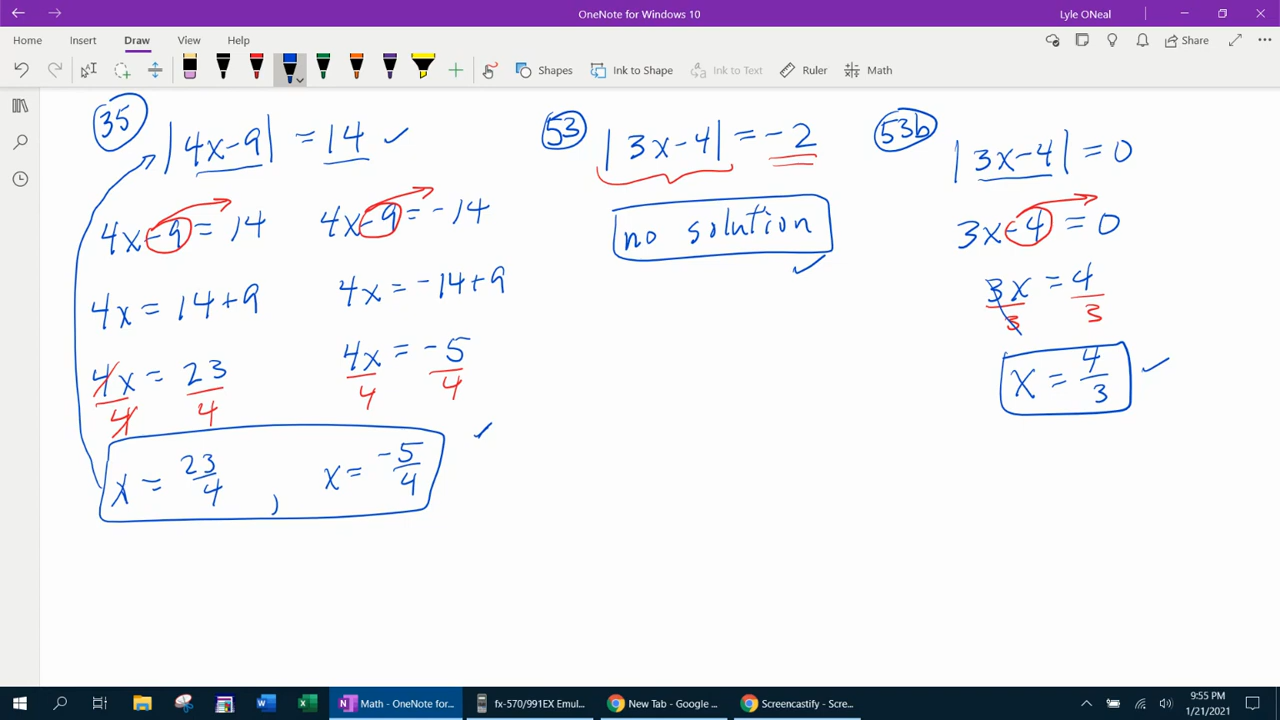 OneNote for Windows 10
Lyle ONeal
Home Insert Draw View Help
Share
Shapes Ink to Shape Ink to Text Ruler Math
35
|4x-9| = 14 ✓
4x-9 = 14
4x = 14+9
4x = 23
4 4
4x-9 = -14
4x = -14+9
4x = -5
4 4
x = 23/4 , x = -5/4 ✓
53
|3x-4| = -2
no solution ✓
53b
|3x-4| = 0
3x-4 = 0
3x = 4
3 3
x = 4/3 ✓
Math - OneNote for...
fx-570/991EX Emul...
New Tab - Google ...
Screencastify - Scre...
9:55 PM
1/21/2021